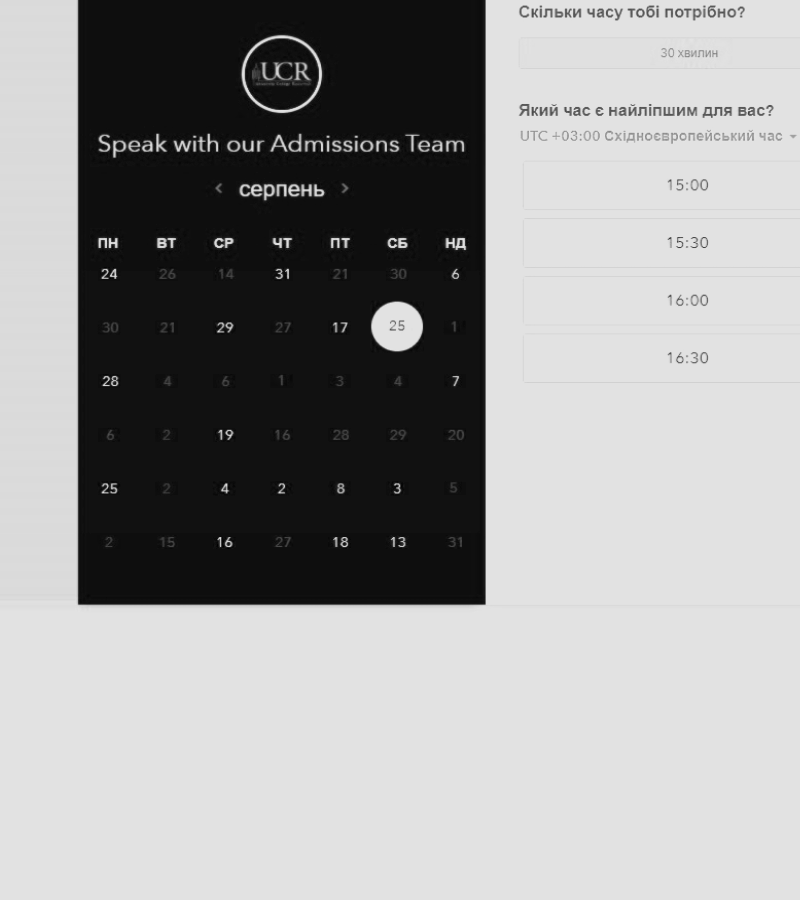 UCR
Speak with our Admissions Team
‹ серпень ›
ПН ВТ СР ЧТ ПТ СБ НД
24 26 14 31 21 30 6
30 21 29 27 17 25 1
28 4 6 1 3 4 7
6 2 19 16 28 29 20
25 2 4 2 8 3 5
2 15 16 27 18 13 31
Скільки часу тобі потрібно?
30 хвилин
Який час є найліпшим для вас?
UTC +03:00 Східноєвропейський час
15:00
15:30
16:00
16:30